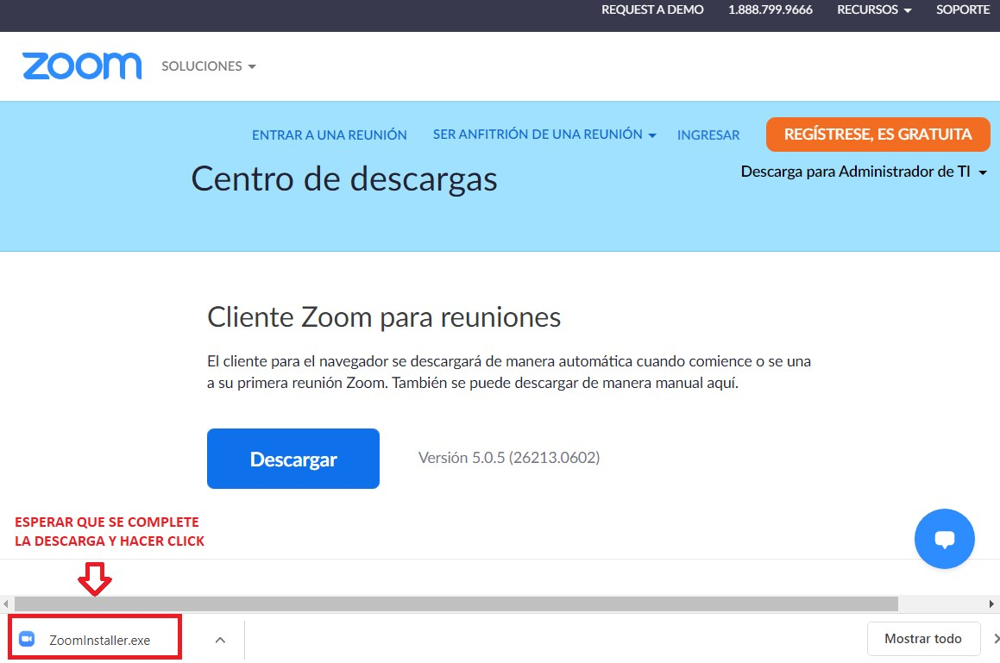 REQUEST A DEMO 1.888.799.9666 RECURSOS SOPORTE
zoom SOLUCIONES
ENTRAR A UNA REUNIÓN SER ANFITRIÓN DE UNA REUNIÓN INGRESAR REGÍSTRESE, ES GRATUITA
Centro de descargas Descarga para Administrador de TI
Cliente Zoom para reuniones
El cliente para el navegador se descargará de manera automática cuando comience o se una
a su primera reunión Zoom. También se puede descargar de manera manual aquí.
Descargar Versión 5.0.5 (26213.0602)
ESPERAR QUE SE COMPLETE
LA DESCARGA Y HACER CLICK
ZoomInstaller.exe Mostrar todo